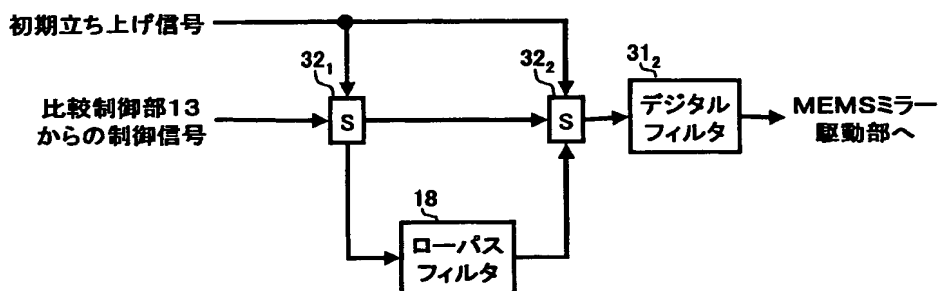 初期立ち上げ信号
32₁
32₂
31₂
比較制御部13
からの制御信号
S
S
デジタル
フィルタ
MEMSミラー
駆動部へ
18
ローパス
フィルタ